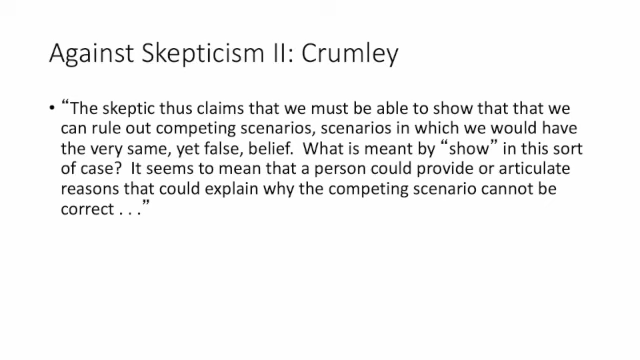 Against Skepticism II: Crumley
• “The skeptic thus claims that we must be able to show that that we
can rule out competing scenarios, scenarios in which we would have
the very same, yet false, belief.  What is meant by “show” in this sort
of case?  It seems to mean that a person could provide or articulate
reasons that could explain why the competing scenario cannot be
correct . . .”